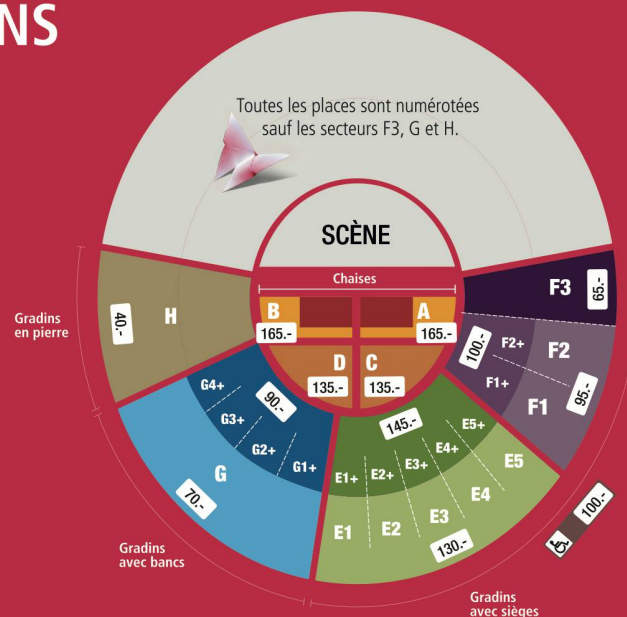 NS
Toutes les places sont numérotées
sauf les secteurs F3, G et H.
SCÈNE
Chaises
B
A
165.-
165.-
D
C
135.-
135.-
F3
65.-
F2+
F2
100.-
F1+
F1
95.-
Gradins
en pierre
40.-
H
G4+
90.-
G3+
G2+
G1+
G
70.-
145.-
E5+
E4+
E3+
E2+
E1+
E5
E4
E3
E2
E1
130.-
100.-
Gradins
avec bancs
Gradins
avec sièges